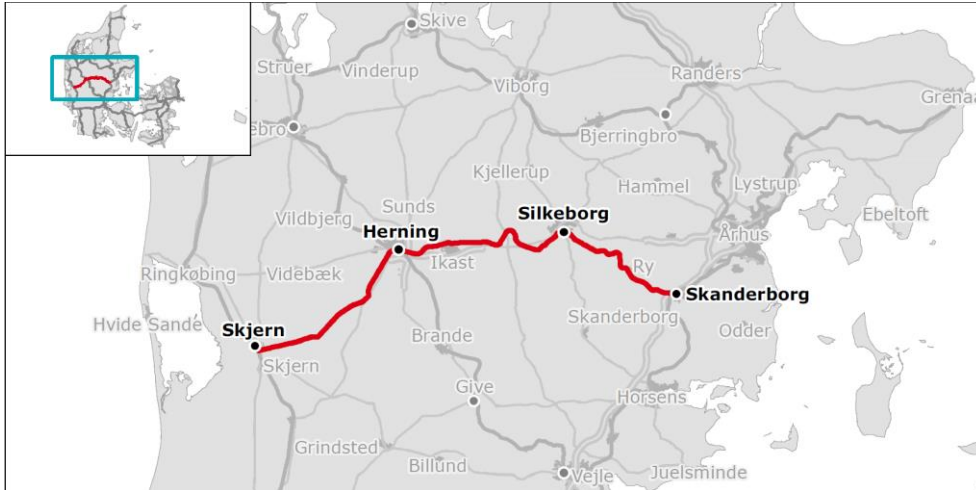 Skive
Struer
Vinderup
Viborg
Randers
Grenaa
ebro
Bjerringbro
Kjellerup
Hammel
Lystrup
Ebeltoft
Vildbjerg
Sunds
Silkeborg
Herning
Århus
Ringkøbing
Videbæk
Ikast
Ry
Skanderborg
Hvide Sande
Skjern
Skjern
Brande
Skanderborg
Odder
Give
Horsens
Grindsted
Billund
Vejle
Juelsminde